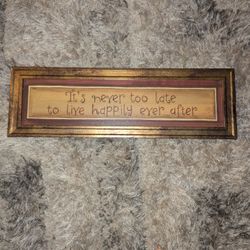 It's never too late
to live happily ever after